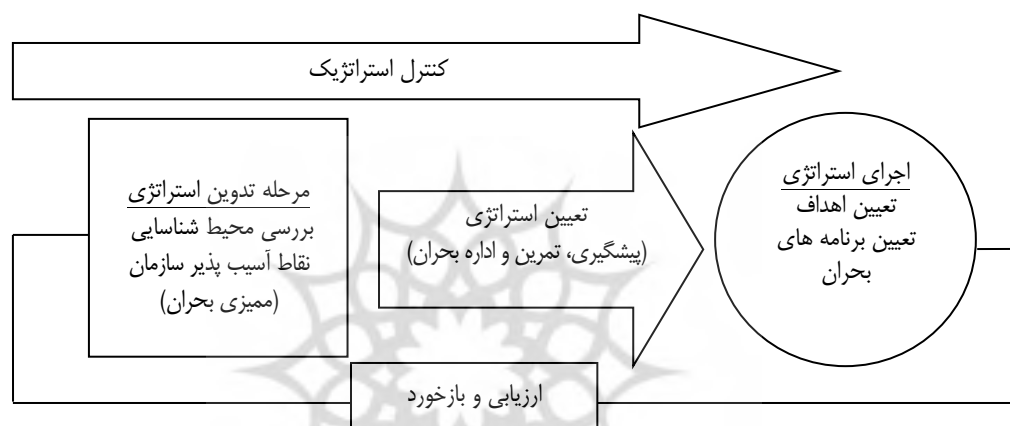 کنترل استراتژیک
مرحله تدوین استراتژی
بررسی محیط شناسایی
نقاط آسیب پذیر سازمان
(ممیزی بحران)
تعیین استراتژی
(پیشگیری، تمرین و اداره بحران)
اجرای استراتژی
تعیین اهداف
تعیین برنامه های
بحران
ارزیابی و بازخورد